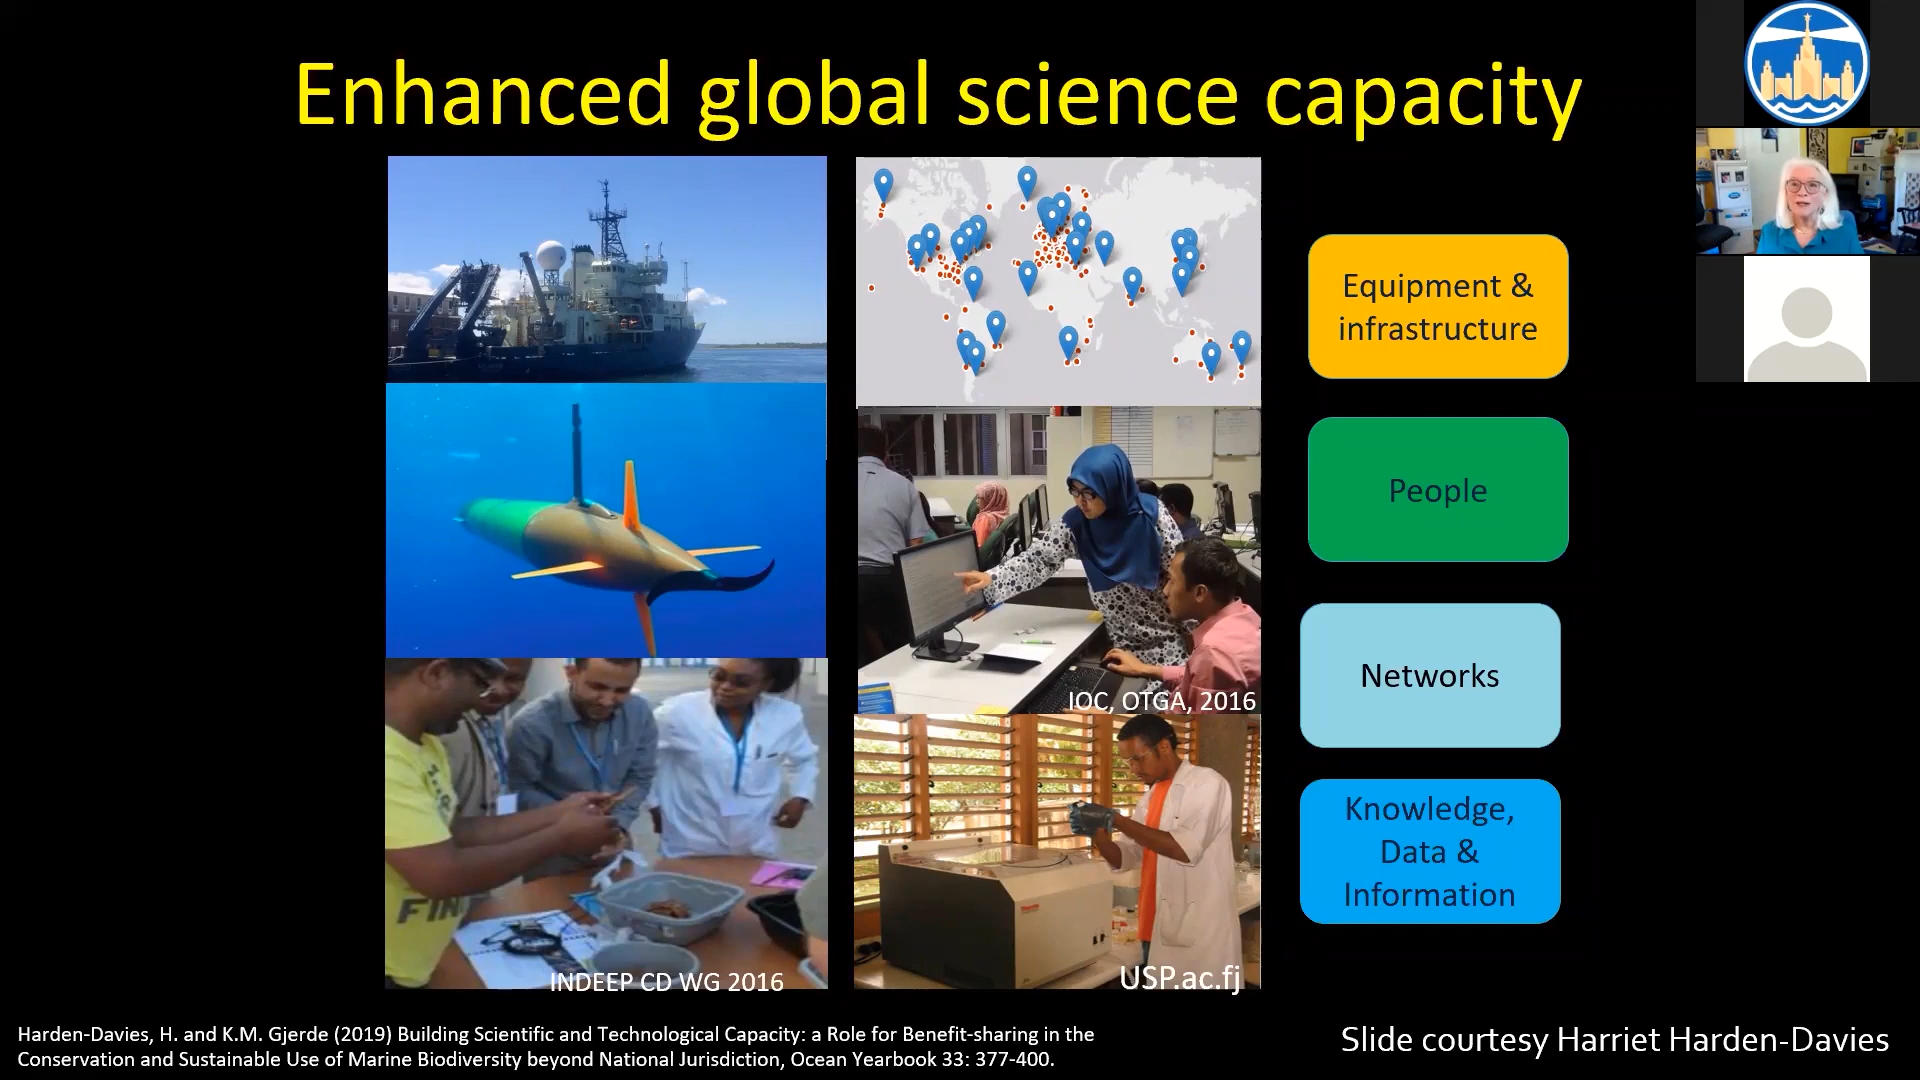 Enhanced global science capacity
Equipment &
infrastructure
People
Networks
Knowledge,
Data &
Information
IOC, OTGA, 2016
INDEEP CD WG 2016
USP.ac.fj
FIN
Harden-Davies, H. and K.M. Gjerde (2019) Building Scientific and Technological Capacity: a Role for Benefit-sharing in the
Conservation and Sustainable Use of Marine Biodiversity beyond National Jurisdiction, Ocean Yearbook 33: 377-400.
Slide courtesy Harriet Harden-Davies